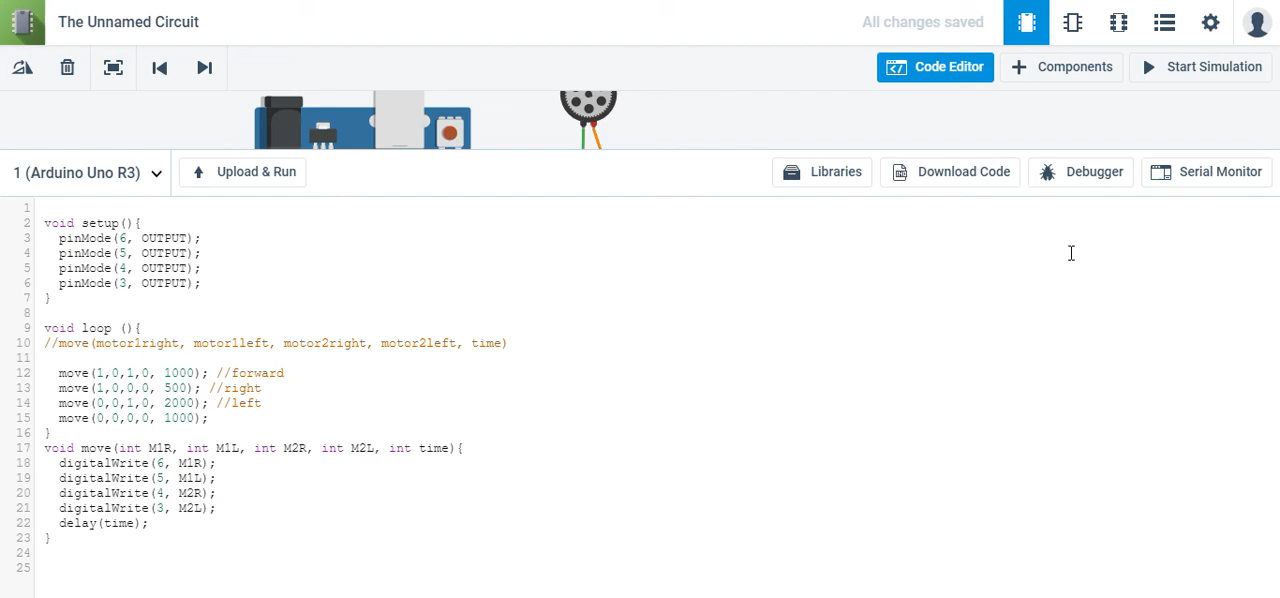 The Unnamed Circuit
All changes saved
Code Editor
Components
Start Simulation
1 (Arduino Uno R3)
Upload & Run
Libraries
Download Code
Debugger
Serial Monitor
1
2 void setup(){
3 pinMode(6, OUTPUT);
4 pinMode(5, OUTPUT);
5 pinMode(4, OUTPUT);
6 pinMode(3, OUTPUT);
7 }
8
9 void loop (){
10 //move(motor1right, motor1left, motor2right, motor2left, time)
11
12 move(1,0,1,0, 1000); //forward
13 move(1,0,0,0, 500); //right
14 move(0,0,1,0, 2000); //left
15 move(0,0,0,0, 1000);
16 }
17 void move(int M1R, int M1L, int M2R, int M2L, int time){
18 digitalWrite(6, M1R);
19 digitalWrite(5, M1L);
20 digitalWrite(4, M2R);
21 digitalWrite(3, M2L);
22 delay(time);
23 }
24
25